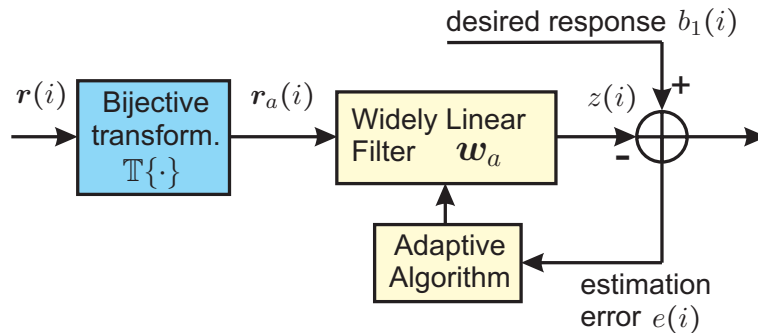 desired response b₁(i)
r(i)
Bijective
transform.
𝕋{·}
rₐ(i)
Widely Linear
Filter wₐ
z(i)
+
-
Adaptive
Algorithm
estimation
error e(i)